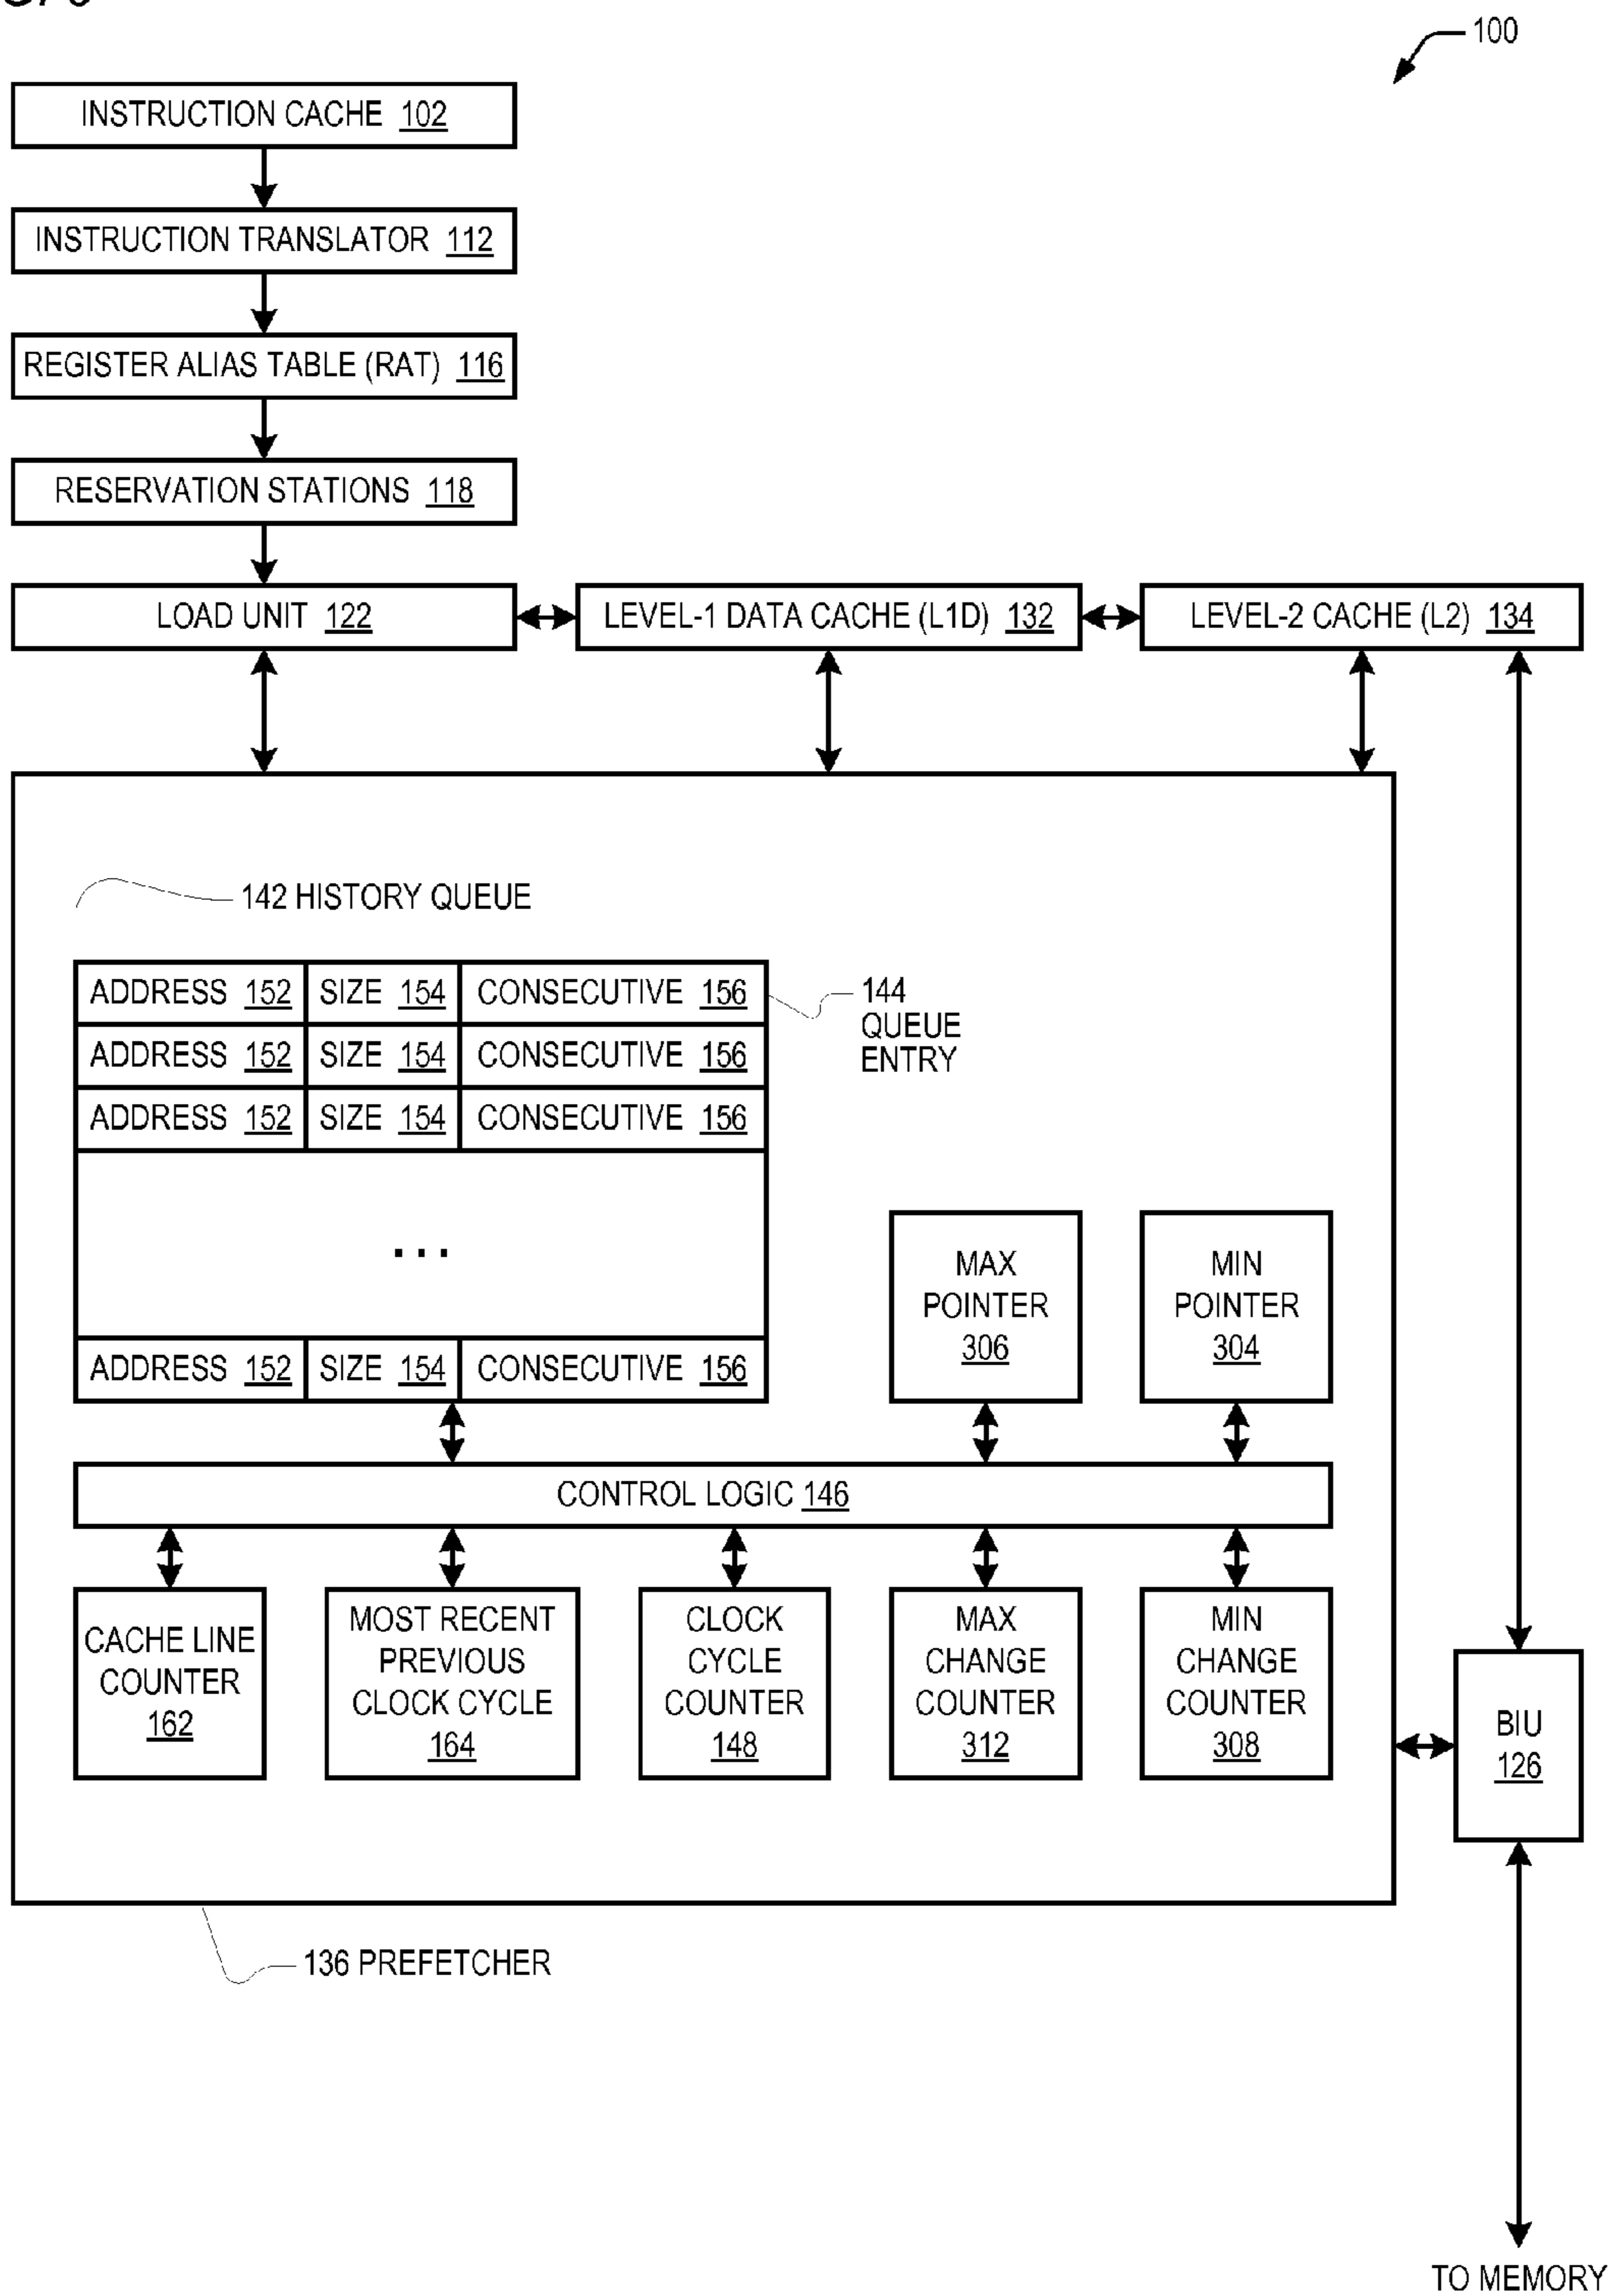 100
INSTRUCTION CACHE 102
INSTRUCTION TRANSLATOR 112
REGISTER ALIAS TABLE (RAT) 116
RESERVATION STATIONS 118
LOAD UNIT 122
LEVEL-1 DATA CACHE (L1D) 132
LEVEL-2 CACHE (L2) 134
142 HISTORY QUEUE
ADDRESS 152 SIZE 154 CONSECUTIVE 156
ADDRESS 152 SIZE 154 CONSECUTIVE 156
ADDRESS 152 SIZE 154 CONSECUTIVE 156
...
ADDRESS 152 SIZE 154 CONSECUTIVE 156
144
QUEUE
ENTRY
MAX
POINTER
306
MIN
POINTER
304
CONTROL LOGIC 146
CACHE LINE
COUNTER
162
MOST RECENT
PREVIOUS
CLOCK CYCLE
164
CLOCK
CYCLE
COUNTER
148
MAX
CHANGE
COUNTER
312
MIN
CHANGE
COUNTER
308
BIU
126
136 PREFETCHER
TO MEMORY